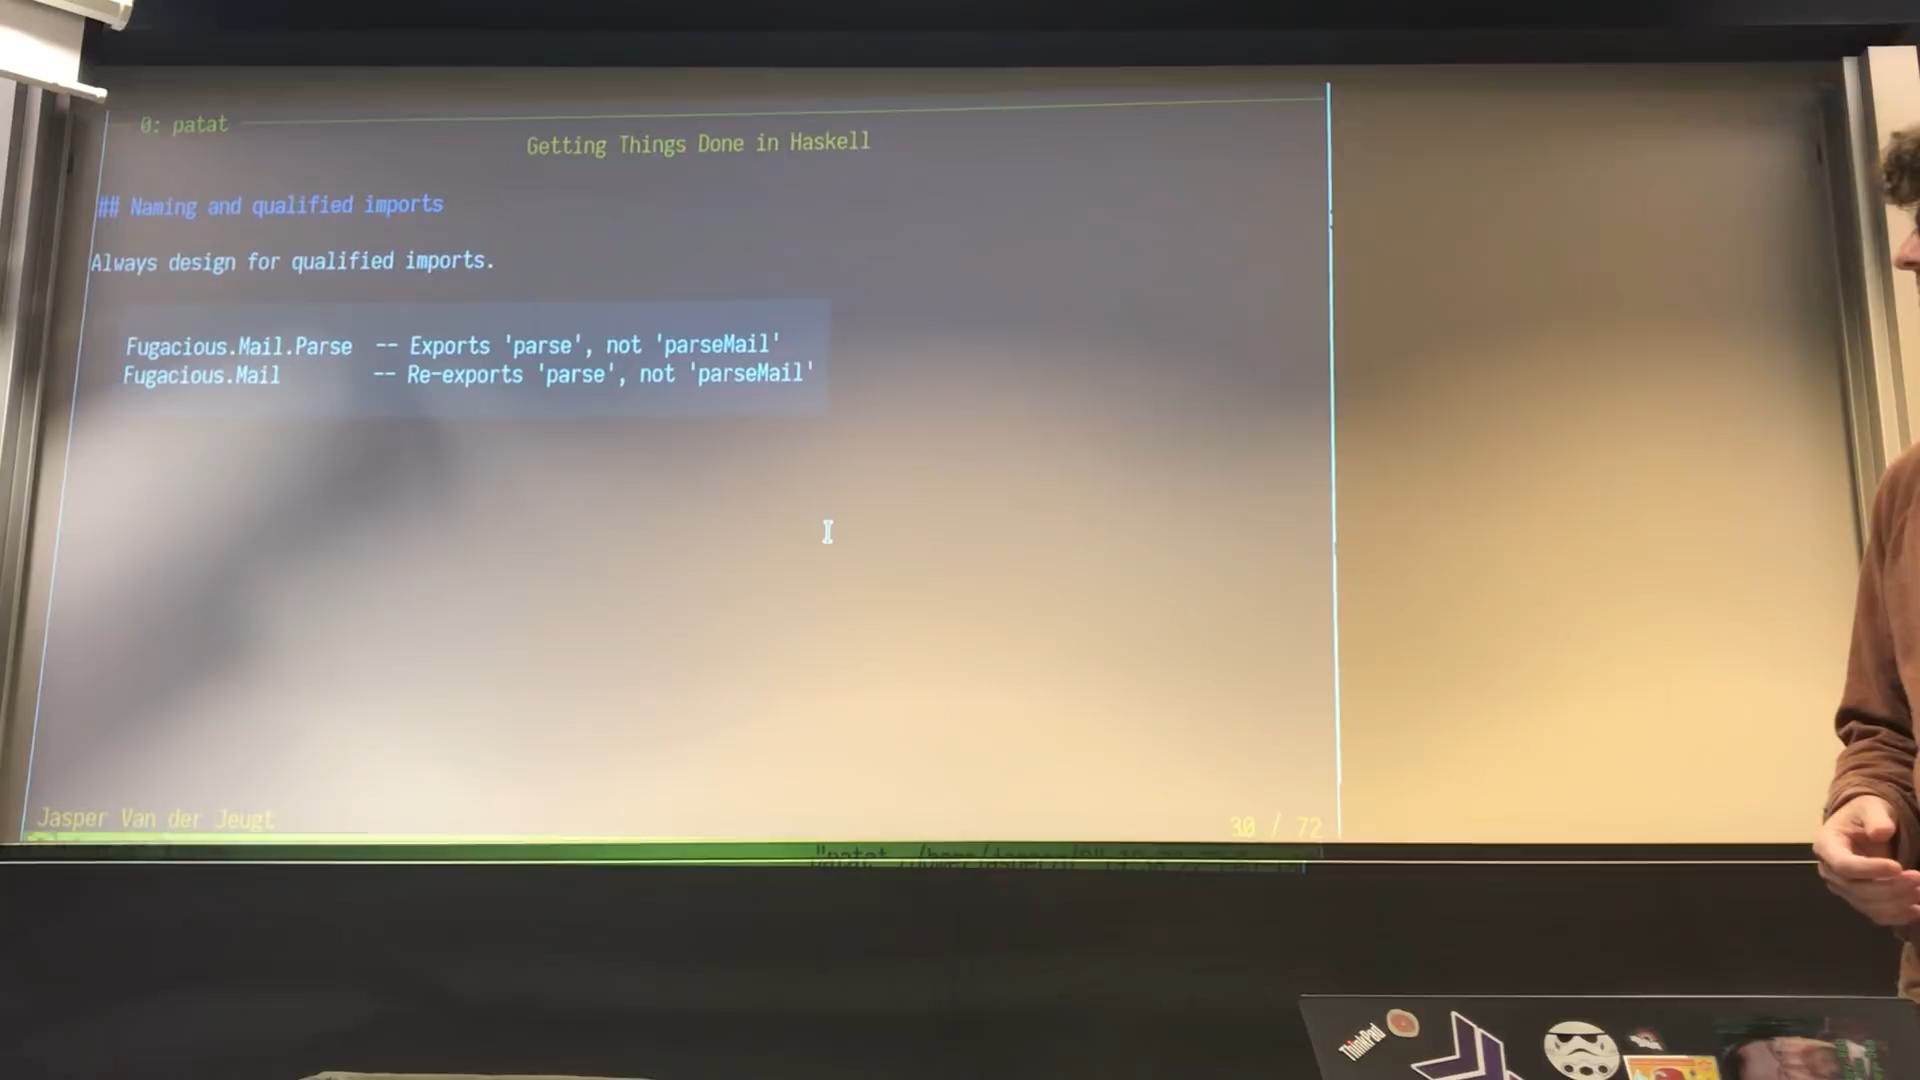 0: patat
Getting Things Done in Haskell
## Naming and qualified imports
Always design for qualified imports.
Fugacious.Mail.Parse -- Exports 'parse', not 'parseMail'
Fugacious.Mail -- Re-exports 'parse', not 'parseMail'
Jasper Van der Jeugt
30 / 72
ThinkPad